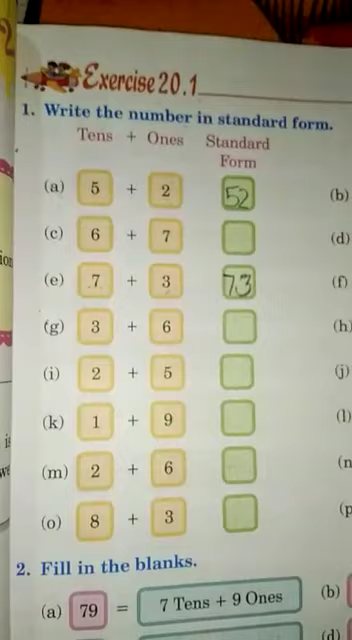 Exercise 20.1
1. Write the number in standard form.
Tens + Ones Standard Form
(a) 5 + 2 52 (b)
(c) 6 + 7 (d)
(e) 7 + 3 73 (f)
(g) 3 + 6 (h)
(i) 2 + 5 (j)
(k) 1 + 9 (l)
(m) 2 + 6 (n
(o) 8 + 3 (p
2. Fill in the blanks.
(a) 79 = 7 Tens + 9 Ones (b)
(d)